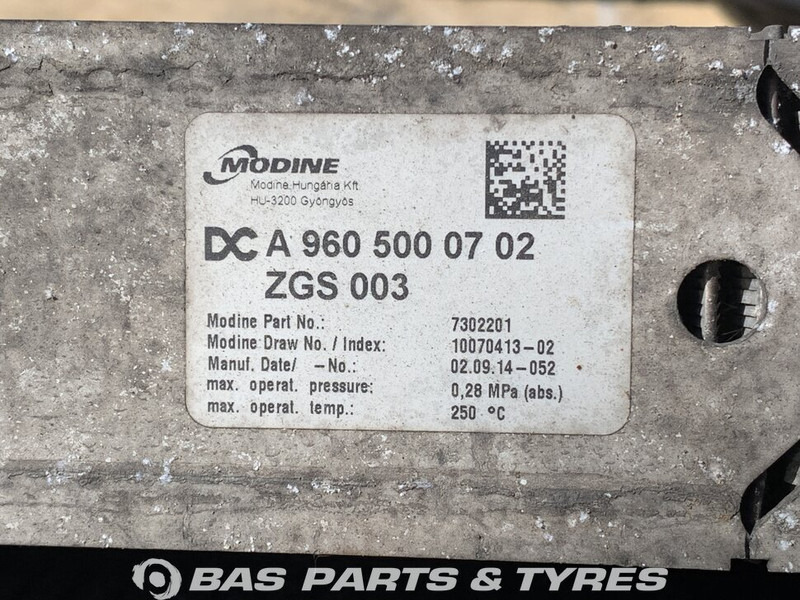 MODINE
Modine Hungária Kft
HU-3200 Gyöngyös
DC A 960 500 07 02
ZGS 003
Modine Part No.: 7302201
Modine Draw No. / Index: 10070413-02
Manuf. Date/ -No.: 02.09.14-052
max. operat. pressure: 0,28 MPa (abs.)
max. operat. temp.: 250 °C
BAS PARTS & TYRES